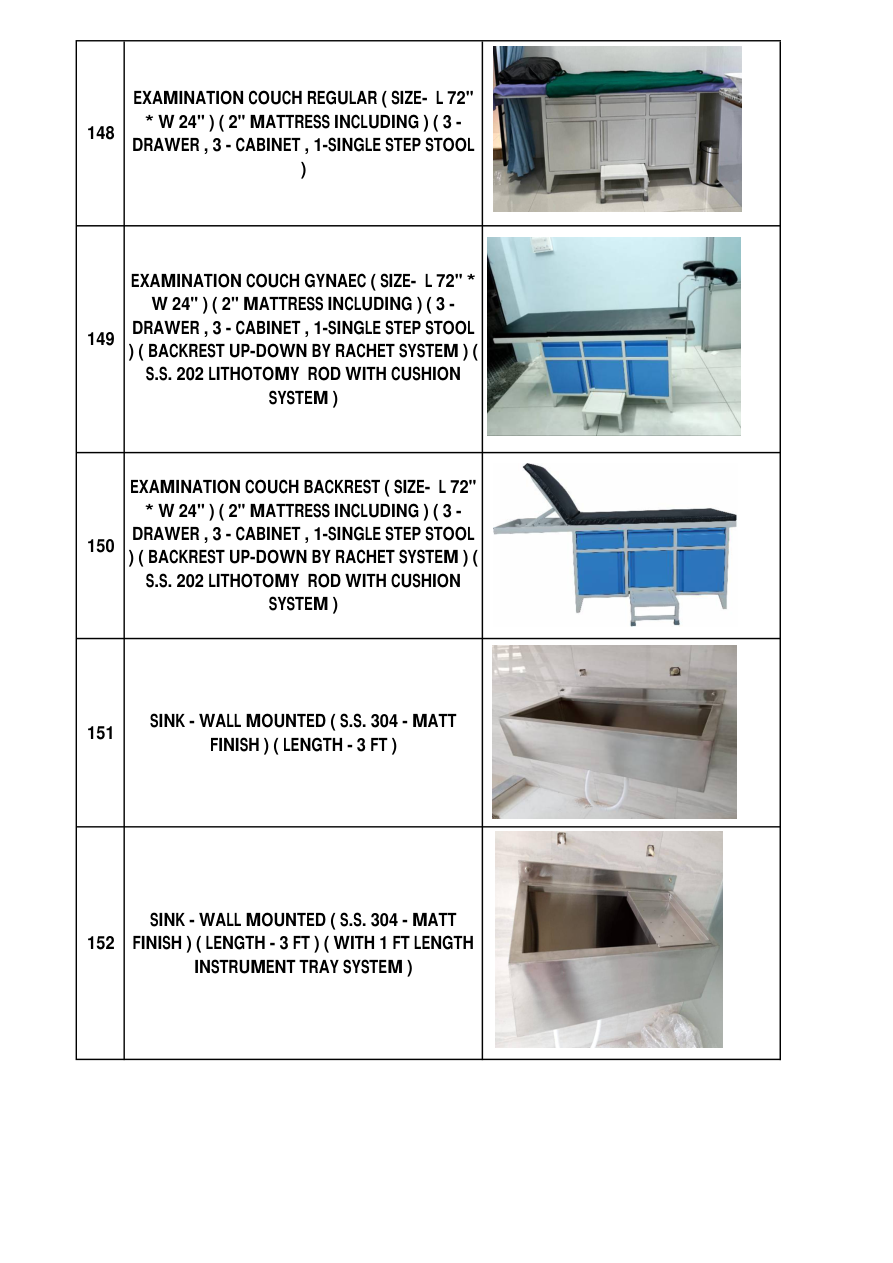 148
EXAMINATION COUCH REGULAR ( SIZE-  L 72"
* W 24" ) ( 2" MATTRESS INCLUDING ) ( 3 -
DRAWER , 3 - CABINET , 1-SINGLE STEP STOOL
)
149
EXAMINATION COUCH GYNAEC ( SIZE-  L 72" *
W 24" ) ( 2" MATTRESS INCLUDING ) ( 3 -
DRAWER , 3 - CABINET , 1-SINGLE STEP STOOL
) ( BACKREST UP-DOWN BY RACHET SYSTEM ) (
S.S. 202 LITHOTOMY  ROD WITH CUSHION
SYSTEM )
150
EXAMINATION COUCH BACKREST ( SIZE-  L 72"
* W 24" ) ( 2" MATTRESS INCLUDING ) ( 3 -
DRAWER , 3 - CABINET , 1-SINGLE STEP STOOL
) ( BACKREST UP-DOWN BY RACHET SYSTEM ) (
S.S. 202 LITHOTOMY  ROD WITH CUSHION
SYSTEM )
151
SINK - WALL MOUNTED ( S.S. 304 - MATT
FINISH ) ( LENGTH - 3 FT )
152
SINK - WALL MOUNTED ( S.S. 304 - MATT
FINISH ) ( LENGTH - 3 FT ) ( WITH 1 FT LENGTH
INSTRUMENT TRAY SYSTEM )